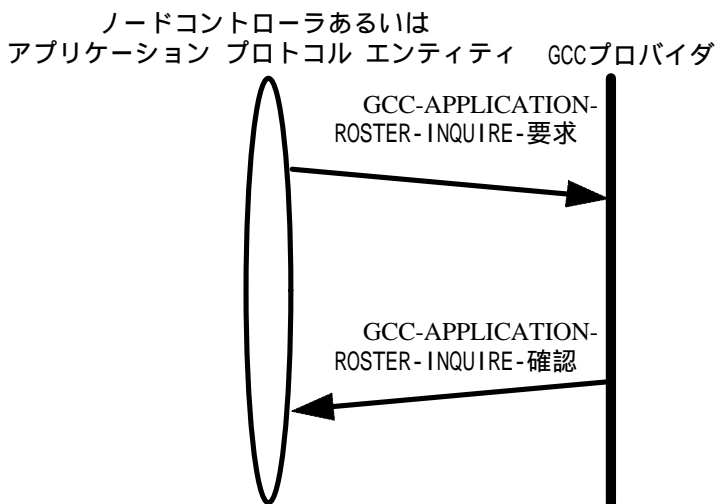 ノードコントローラあるいは
アプリケーション プロトコル エンティティ
GCCプロバイダ
GCC-APPLICATION-
ROSTER-INQUIRE-要求
GCC-APPLICATION-
ROSTER-INQUIRE-確認